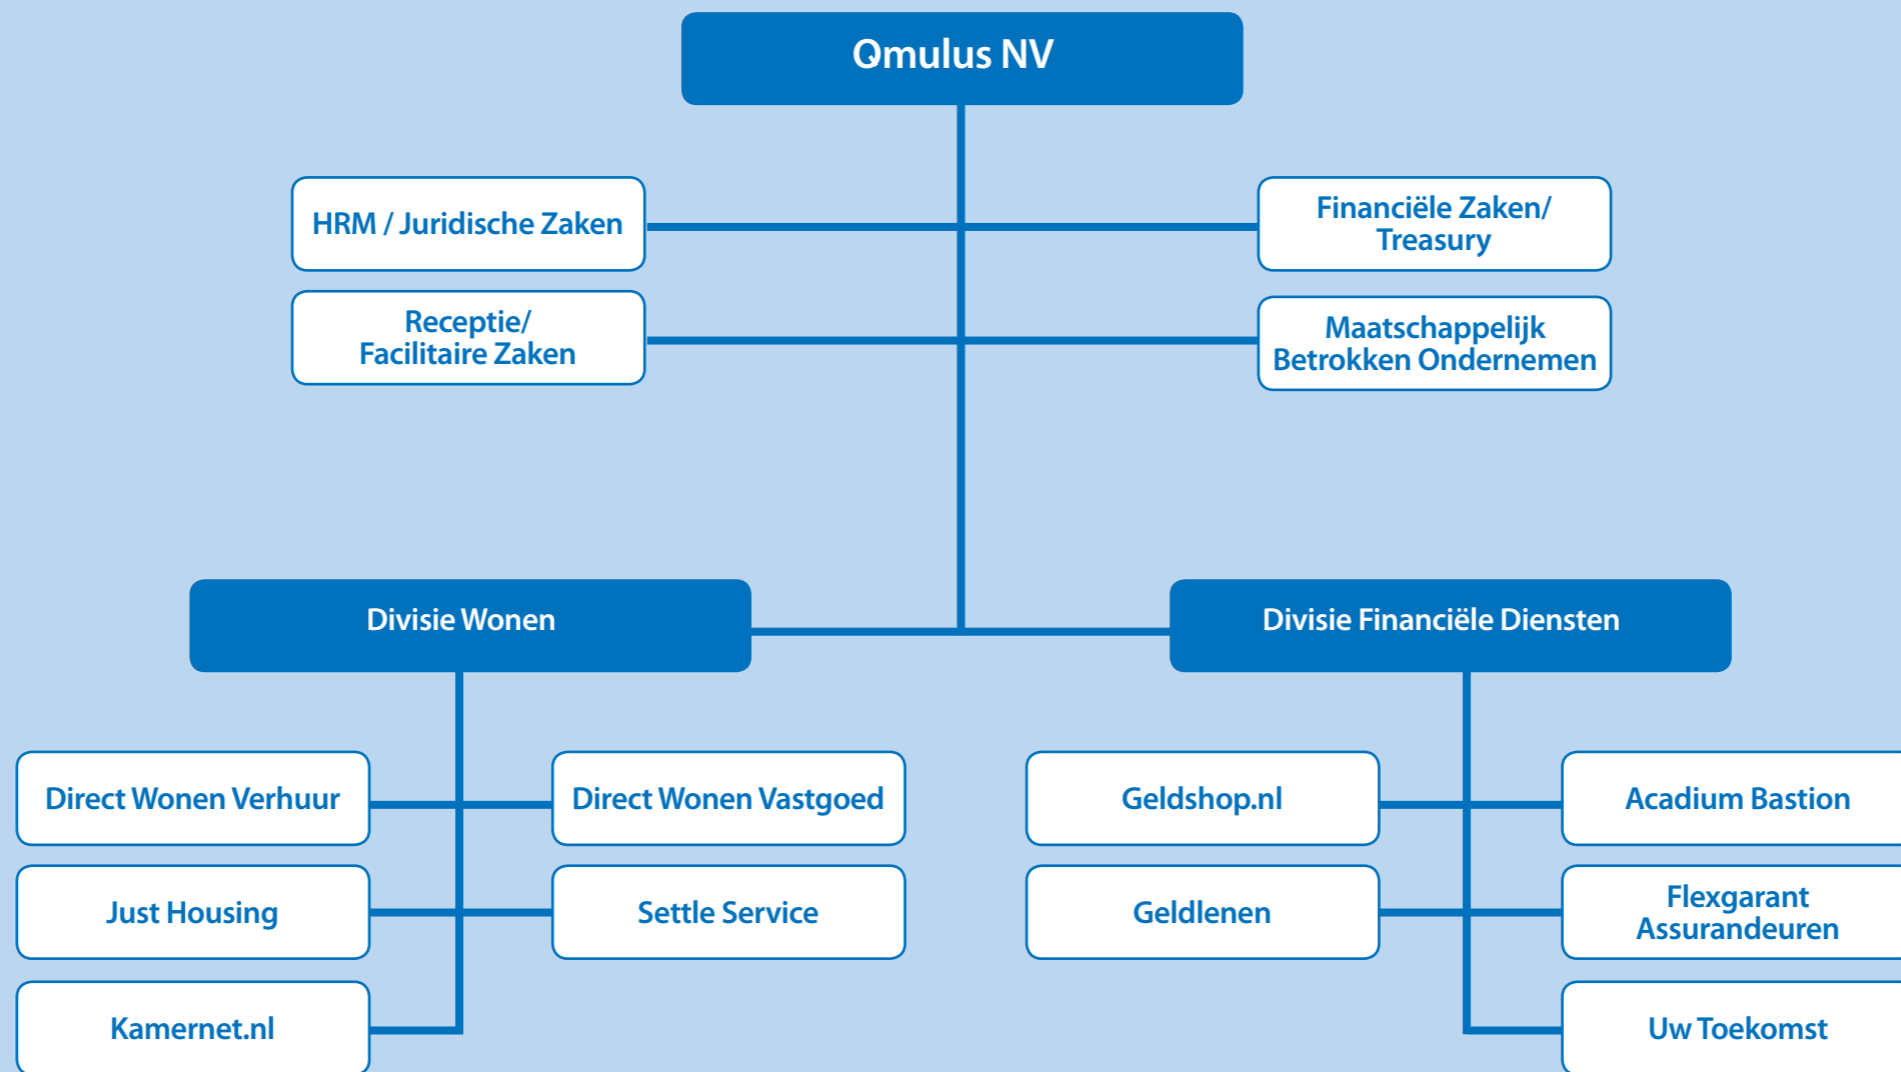 Qmulus NV
HRM / Juridische Zaken
Financiële Zaken/
Treasury
Receptie/
Facilitaire Zaken
Maatschappelijk
Betrokken Ondernemen
Divisie Wonen
Divisie Financiële Diensten
Direct Wonen Verhuur
Direct Wonen Vastgoed
Geldshop.nl
Acadium Bastion
Just Housing
Settle Service
Geldlenen
Flexgarant
Assurandeuren
Kamernet.nl
Uw Toekomst